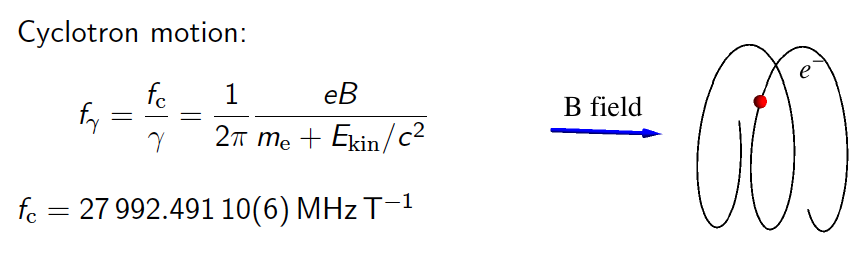 Cyclotron motion:
f_γ = f_c/γ = 1/2π eB/(m_e + E_kin/c²)
B field
e⁻
f_c = 27 992.491 10(6) MHz T⁻¹